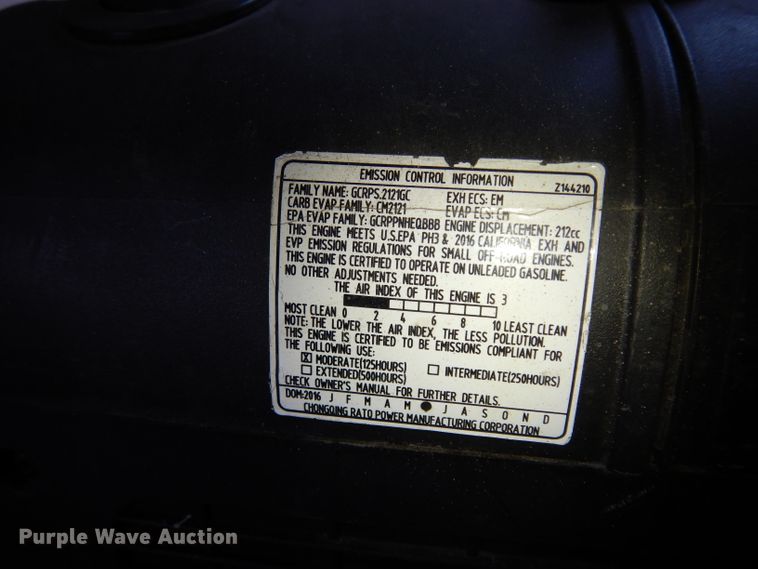 EMISSION CONTROL INFORMATION Z144210
FAMILY NAME: GCRPS.2121GC EXH ECS: EM
CARB EVAP FAMILY: CM2121 EVAP ECS: CM
EPA EVAP FAMILY: GCRPPNHEQBBB ENGINE DISPLACEMENT: 212cc
THIS ENGINE MEETS U.S.EPA PH3 & 2016 CALIFORNIA EXH AND
EVP EMISSION REGULATIONS FOR SMALL OFF-ROAD ENGINES.
THIS ENGINE IS CERTIFIED TO OPERATE ON UNLEADED GASOLINE.
NO OTHER ADJUSTMENTS NEEDED.
THE AIR INDEX OF THIS ENGINE IS 3
MOST CLEAN 0 2 4 6 8 10 LEAST CLEAN
NOTE: THE LOWER THE AIR INDEX, THE LESS POLLUTION.
THIS ENGINE IS CERTIFIED TO BE EMISSIONS COMPLIANT FOR
THE FOLLOWING USE:
X MODERATE(125HOURS) INTERMEDIATE(250HOURS)
EXTENDED(500HOURS)
CHECK OWNER'S MANUAL FOR FURTHER DETAILS.
DOM:2016 J F M A M J A S O N D
CHONGQING RATO POWER MANUFACTURING CORPORATION
Purple Wave Auction